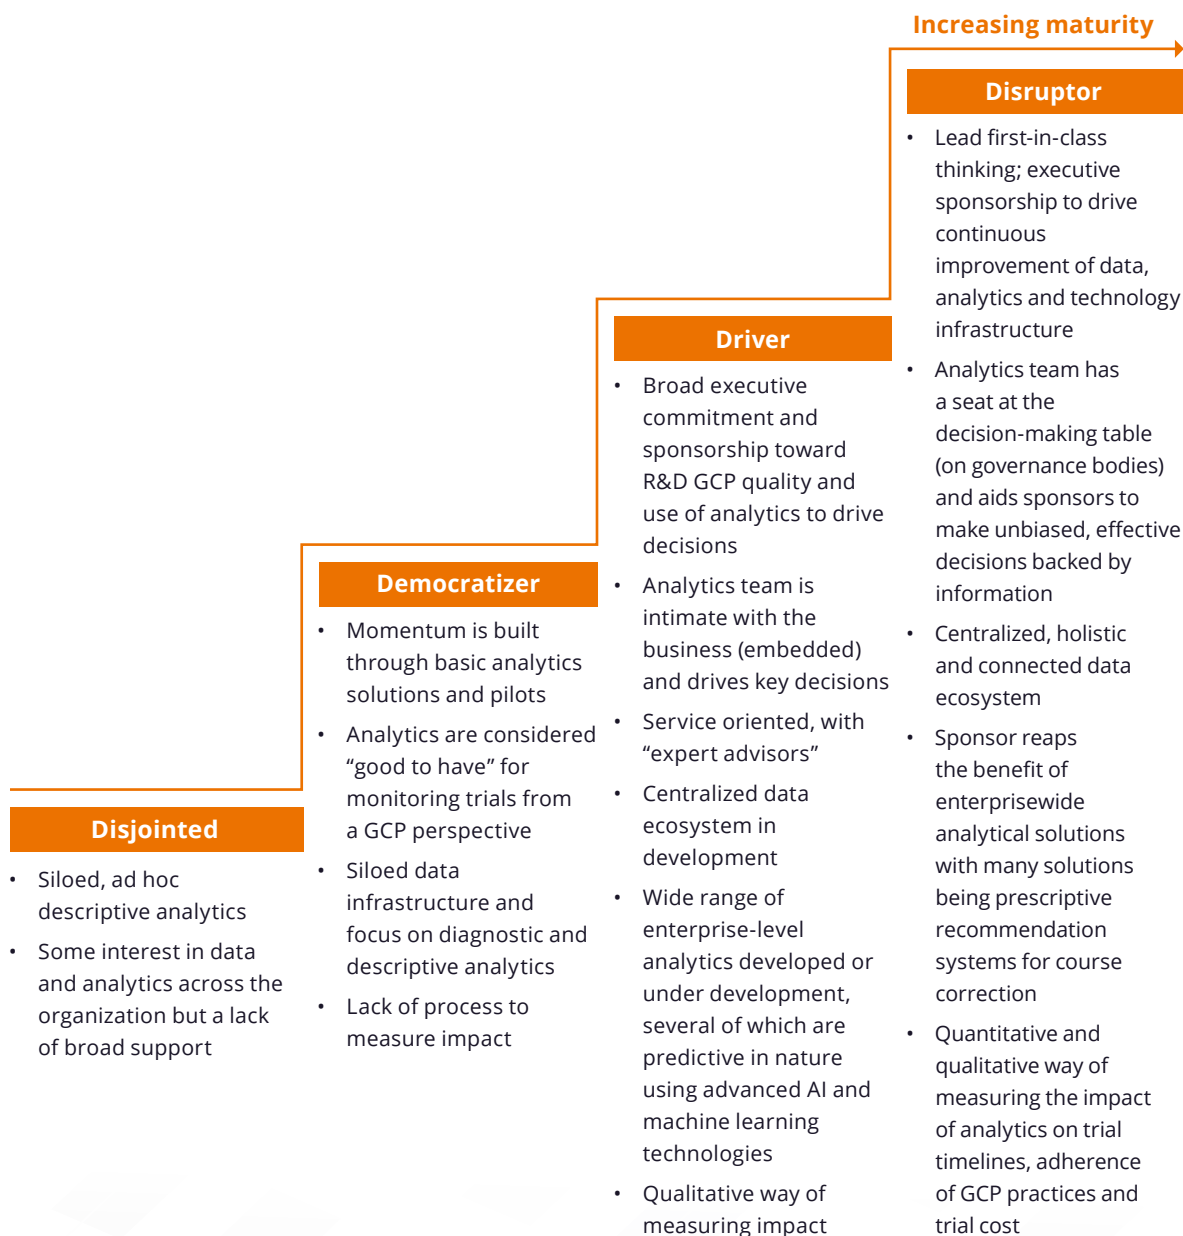 Increasing maturity
Disjointed
• Siloed, ad hoc
descriptive analytics
• Some interest in data
and analytics across the
organization but a lack
of broad support
Democratizer
• Momentum is built
through basic analytics
solutions and pilots
• Analytics are considered
“good to have” for
monitoring trials from
a GCP perspective
• Siloed data
infrastructure and
focus on diagnostic and
descriptive analytics
• Lack of process to
measure impact
Driver
• Broad executive
commitment and
sponsorship toward
R&D GCP quality and
use of analytics to drive
decisions
• Analytics team is
intimate with the
business (embedded)
and drives key decisions
• Service oriented, with
“expert advisors”
• Centralized data
ecosystem in
development
• Wide range of
enterprise-level
analytics developed or
under development,
several of which are
predictive in nature
using advanced AI and
machine learning
technologies
• Qualitative way of
measuring impact
Disruptor
• Lead first-in-class
thinking; executive
sponsorship to drive
continuous
improvement of data,
analytics and technology
infrastructure
• Analytics team has
a seat at the
decision-making table
(on governance bodies)
and aids sponsors to
make unbiased, effective
decisions backed by
information
• Centralized, holistic
and connected data
ecosystem
• Sponsor reaps
the benefit of
enterprisewide
analytical solutions
with many solutions
being prescriptive
recommendation
systems for course
correction
• Quantitative and
qualitative way of
measuring the impact
of analytics on trial
timelines, adherence
of GCP practices and
trial cost